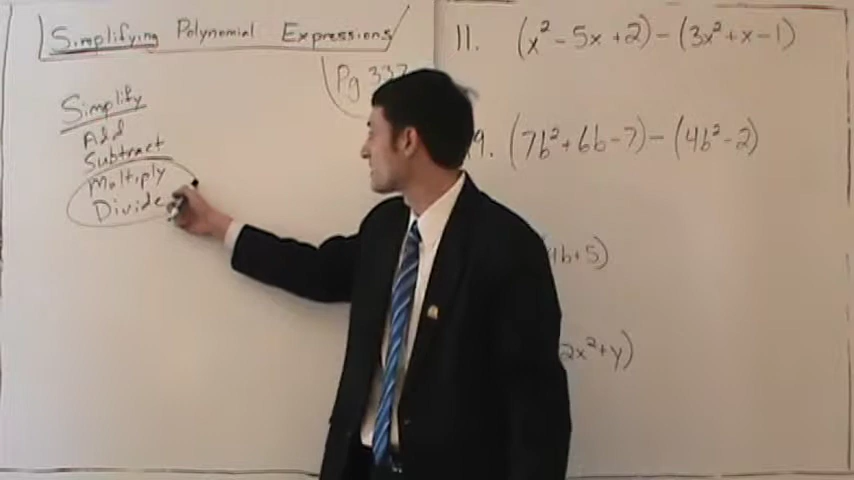 Simplifying Polynomial Expressions
Pg 337
Simplify
Add
Subtract
Multiply
Divide
11. (x² - 5x + 2) - (3x² + x - 1)
9. (7b² + 6b - 7) - (4b² - 2)
b + 5)
2x² + y)